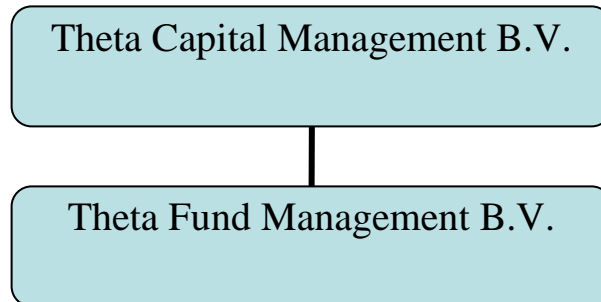 Theta Capital Management B.V.
Theta Fund Management B.V.